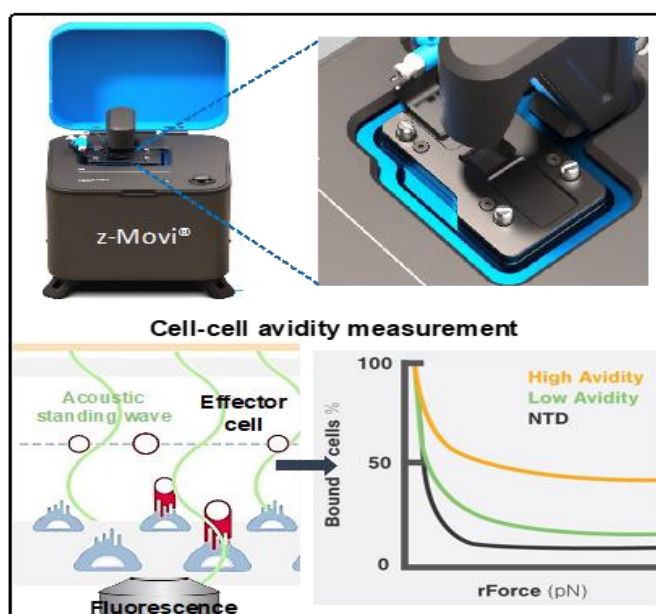 z-Movi®
Cell-cell avidity measurement
Acoustic
standing wave
Effector
cell
Fluorescence
100
50
0
Bound cells %
High Avidity
Low Avidity
NTD
rForce (pN)